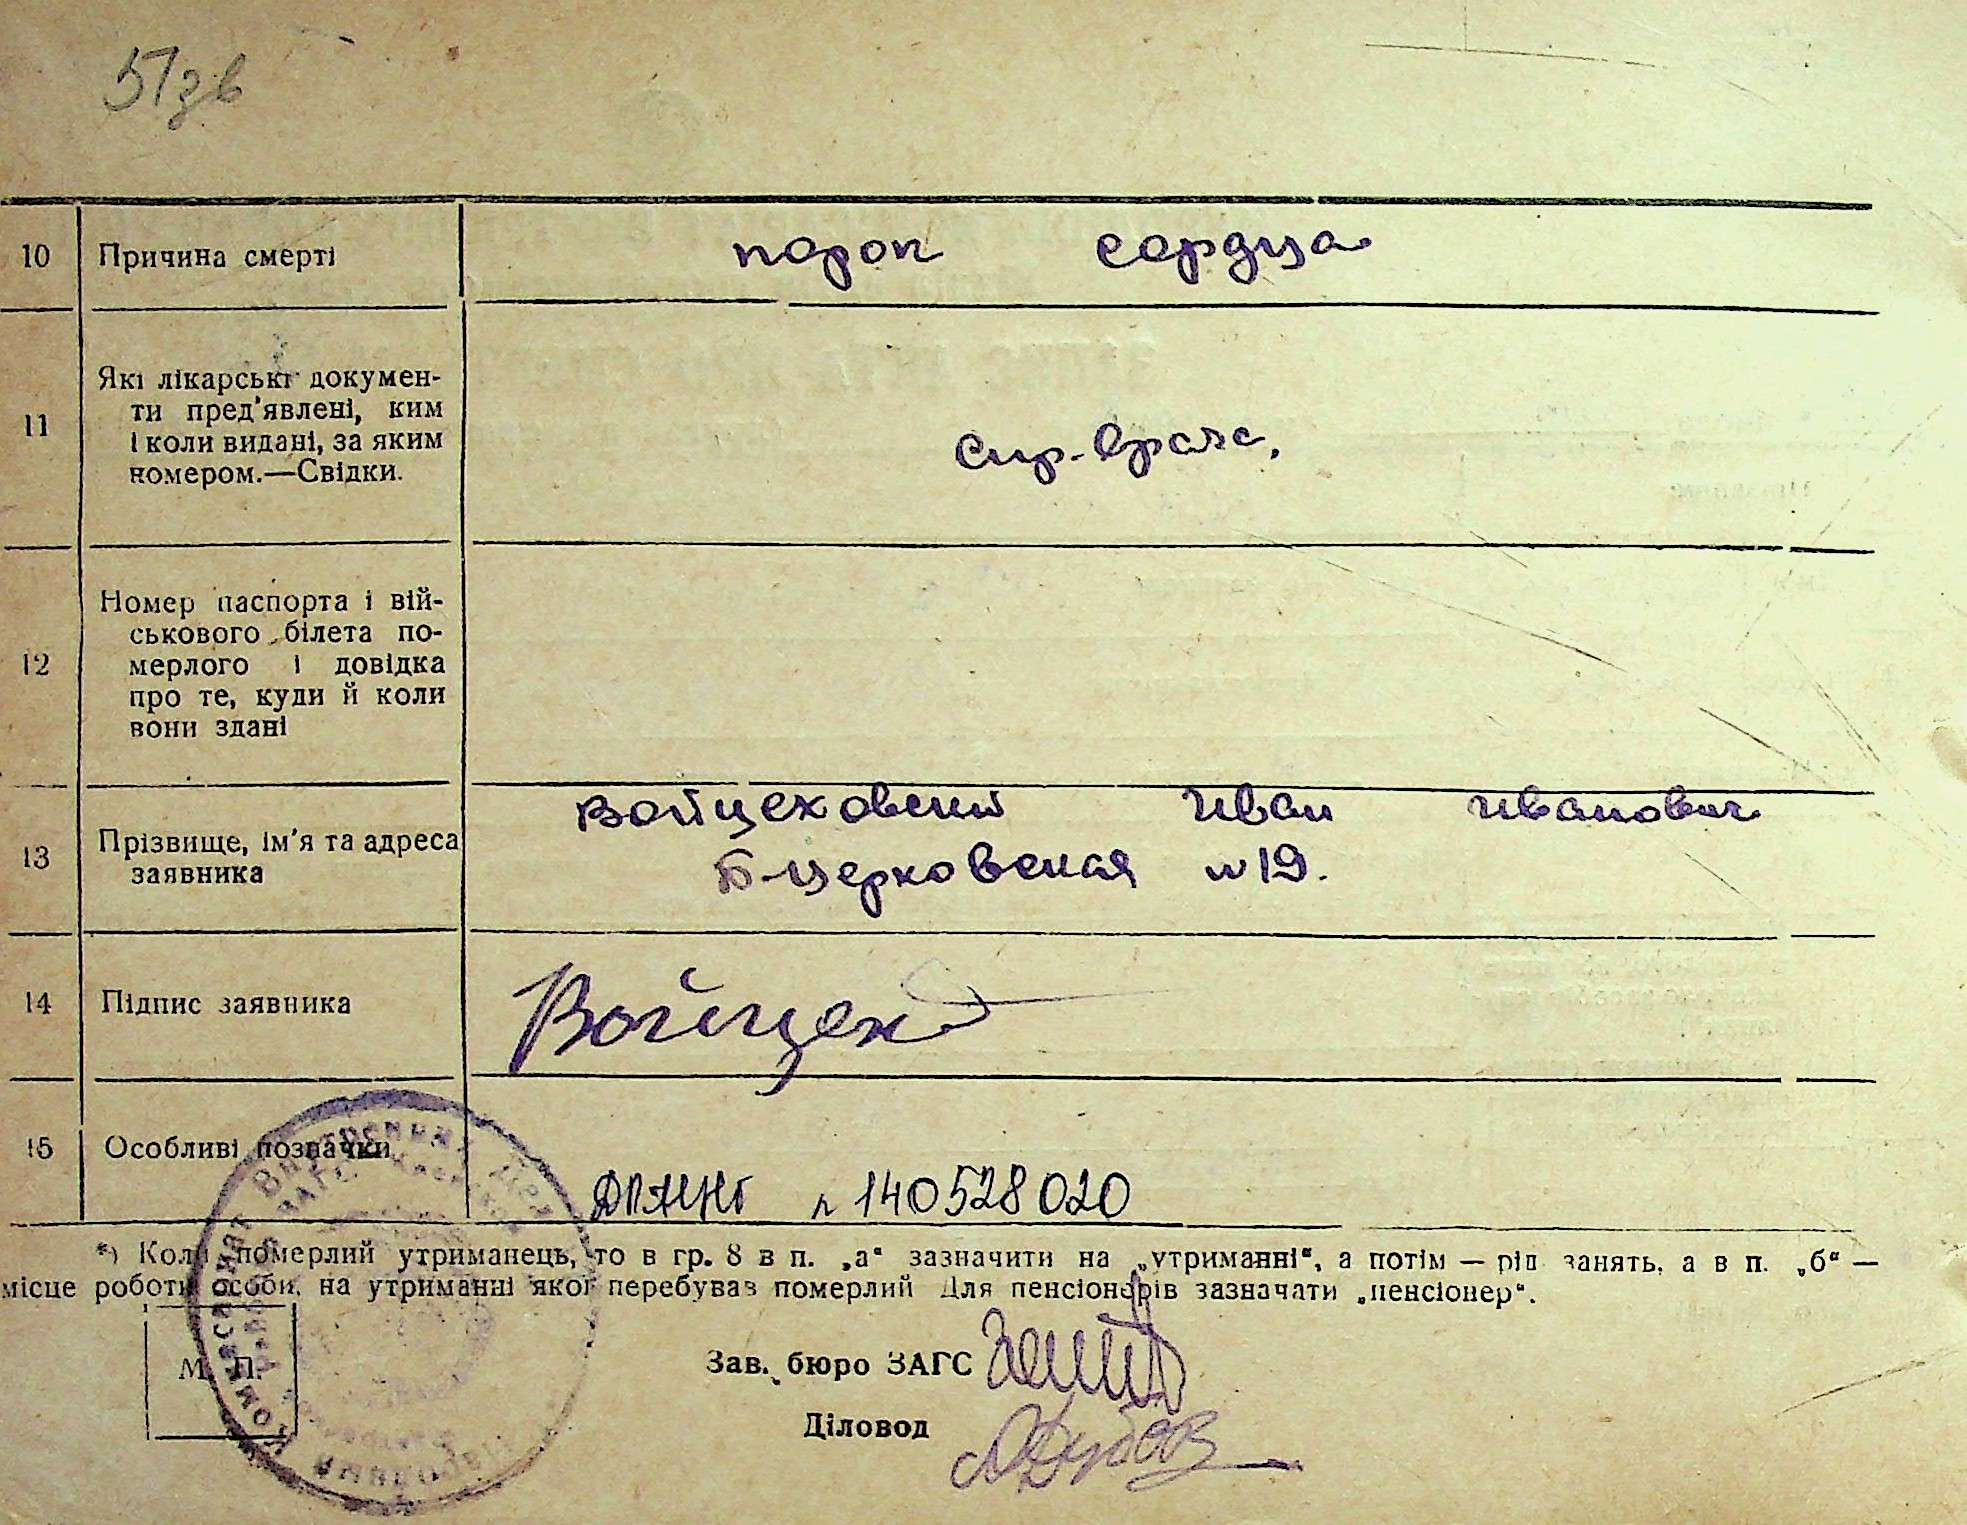 57зв
10 Причина смерті порок сердца
11 Які лікарські докумен-
ти пред'явлені, ким
і коли видані, за яким
номером.—Свідки.
спр. врача.
12 Номер паспорта і вій-
ськового білета по-
мерлого і довідка
про те, куди й коли
вони здані
13 Прізвище, ім'я та адреса
заявника
Войцеховский Иван Иванович
Б-Церковская № 19.
14 Підпис заявника Войцех
15 Особливі позначки
140528020
*) Коли померлий утриманець, то в гр. 8 в п. „а“ зазначити на „утриманні“, а потім — рід занять, а в п. „б“ —
місце роботи особи, на утриманні якої перебував померлий Для пенсіонерів зазначати „пенсіонер“.
М. П.
Зав. бюро ЗАГС
Діловод